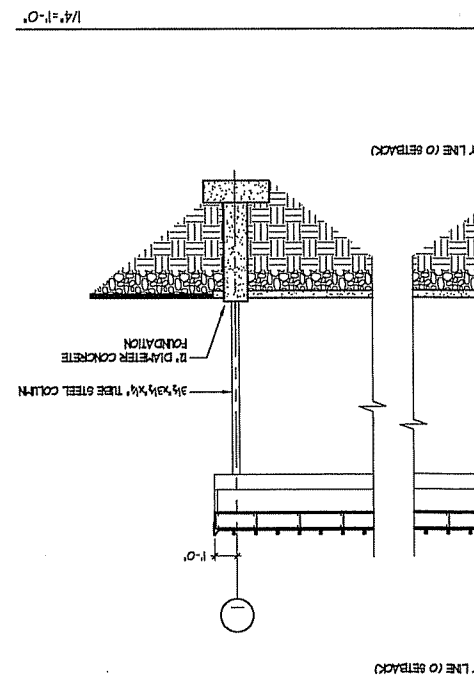 LINE (0 SETBACK)
1'-0"
3½"x3½"x¼" TUBE STEEL COLUMN
12" DIAMETER CONCRETE
FOUNDATION
LINE (0 SETBACK)
1/4"=1'-0"